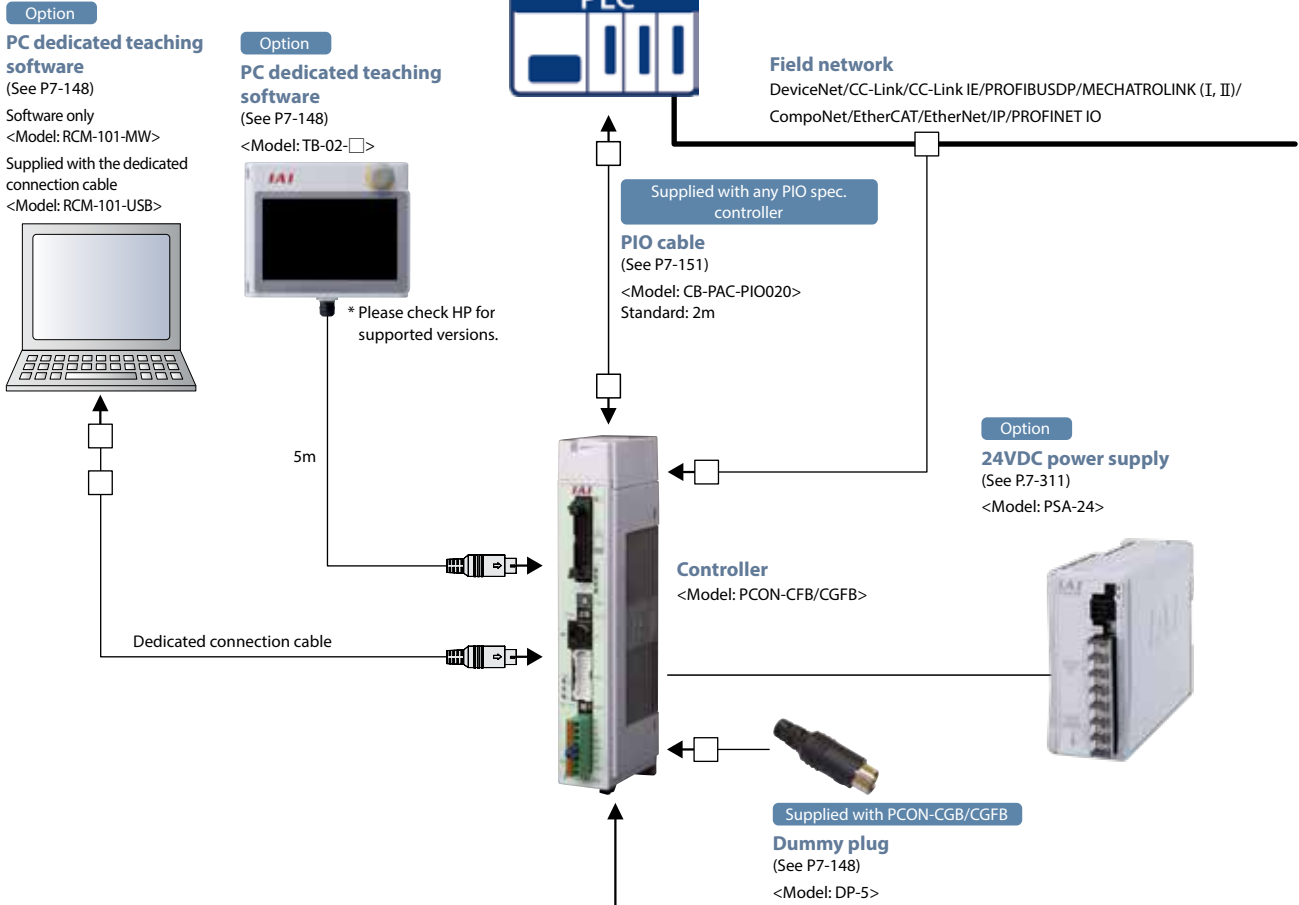 Option
PC dedicated teaching
software
(See P7-148)
Software only
<Model: RCM-101-MW>
Supplied with the dedicated
connection cable
<Model: RCM-101-USB>
Option
PC dedicated teaching
software
(See P7-148)
<Model: TB-02-□>
IAI
* Please check HP for
supported versions.
5m
Dedicated connection cable
PLC
Field network
DeviceNet/CC-Link/CC-Link IE/PROFIBUSDP/MECHATROLINK (I, II)/
CompoNet/EtherCAT/EtherNet/IP/PROFINET IO
Supplied with any PIO spec.
controller
PIO cable
(See P7-151)
<Model: CB-PAC-PIO020>
Standard: 2m
IAI
Controller
<Model: PCON-CFB/CGFB>
Option
24VDC power supply
(See P.7-311)
<Model: PSA-24>
IAI
Supplied with PCON-CGB/CGFB
Dummy plug
(See P7-148)
<Model: DP-5>